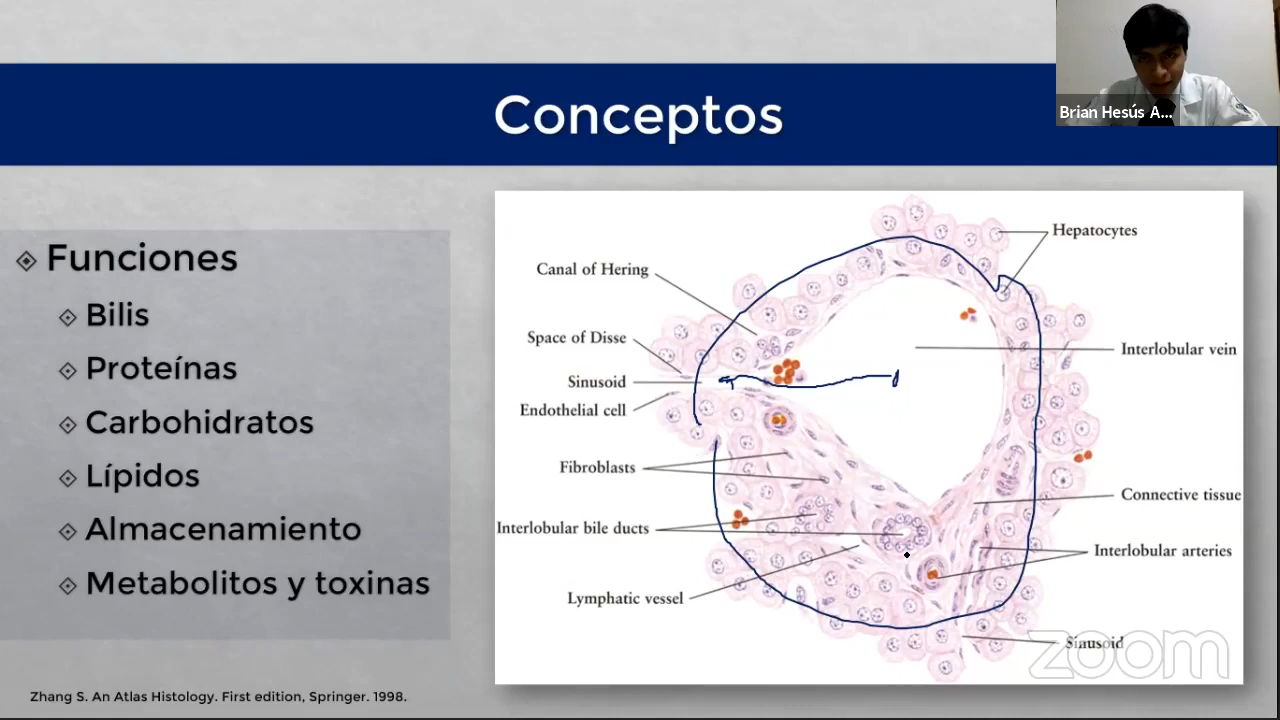 Conceptos
Brian Hesús A...
Funciones
Bilis
Proteínas
Carbohidratos
Lípidos
Almacenamiento
Metabolitos y toxinas
Hepatocytes
Canal of Hering
Space of Disse
Interlobular vein
Sinusoid
Endothelial cell
Fibroblasts
Connective tissue
Interlobular bile ducts
Interlobular arteries
Lymphatic vessel
Sinusoid
zoom
Zhang S. An Atlas Histology. First edition, Springer. 1998.